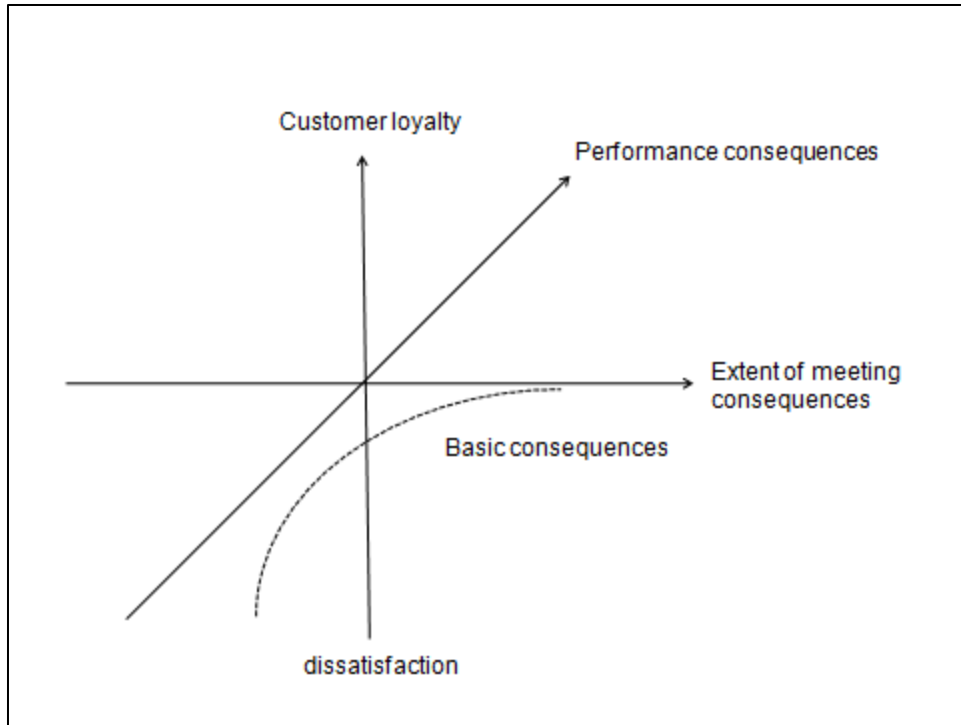 Customer loyalty
Performance consequences
Extent of meeting
consequences
Basic consequences
dissatisfaction